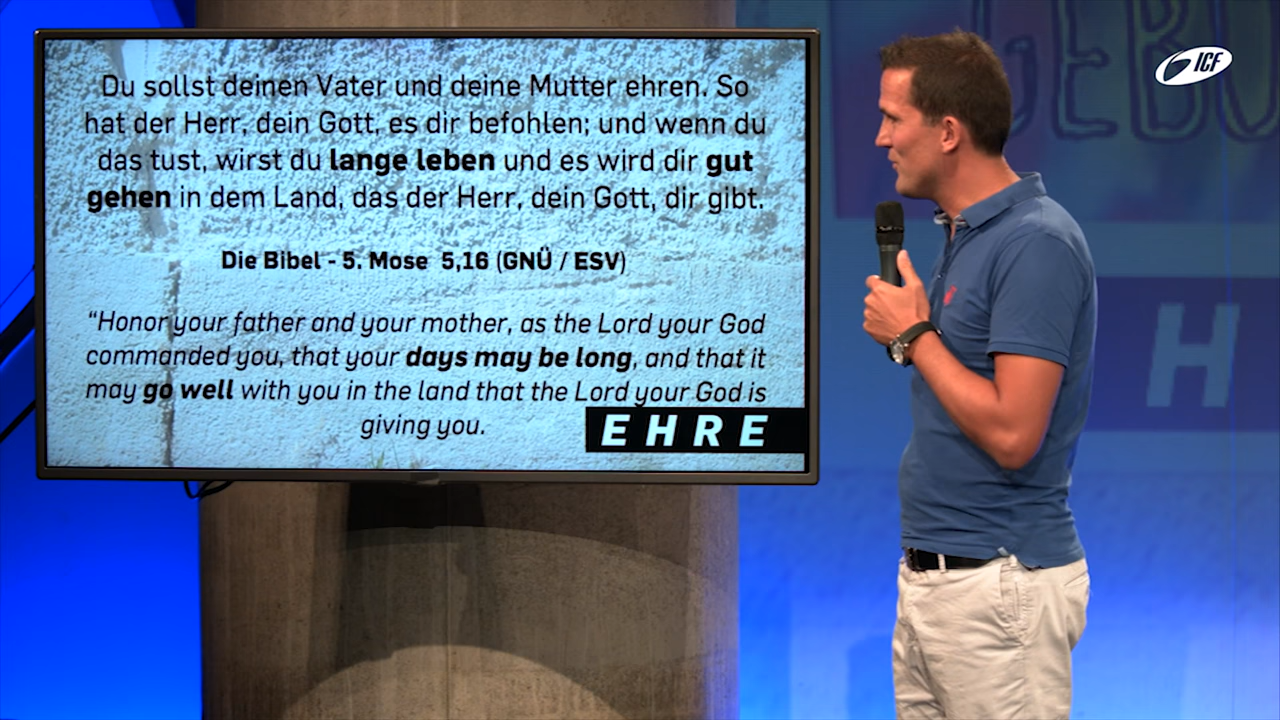 Du sollst deinen Vater und deine Mutter ehren. So
hat der Herr, dein Gott, es dir befohlen; und wenn du
das tust, wirst du lange leben und es wird dir gut
gehen in dem Land, das der Herr, dein Gott, dir gibt.
Die Bibel - 5. Mose 5,16 (GNÜ / ESV)
“Honor your father and your mother, as the Lord your God
commanded you, that your days may be long, and that it
may go well with you in the land that the Lord your God is
giving you.
EHRE
ICF
GEBO
H